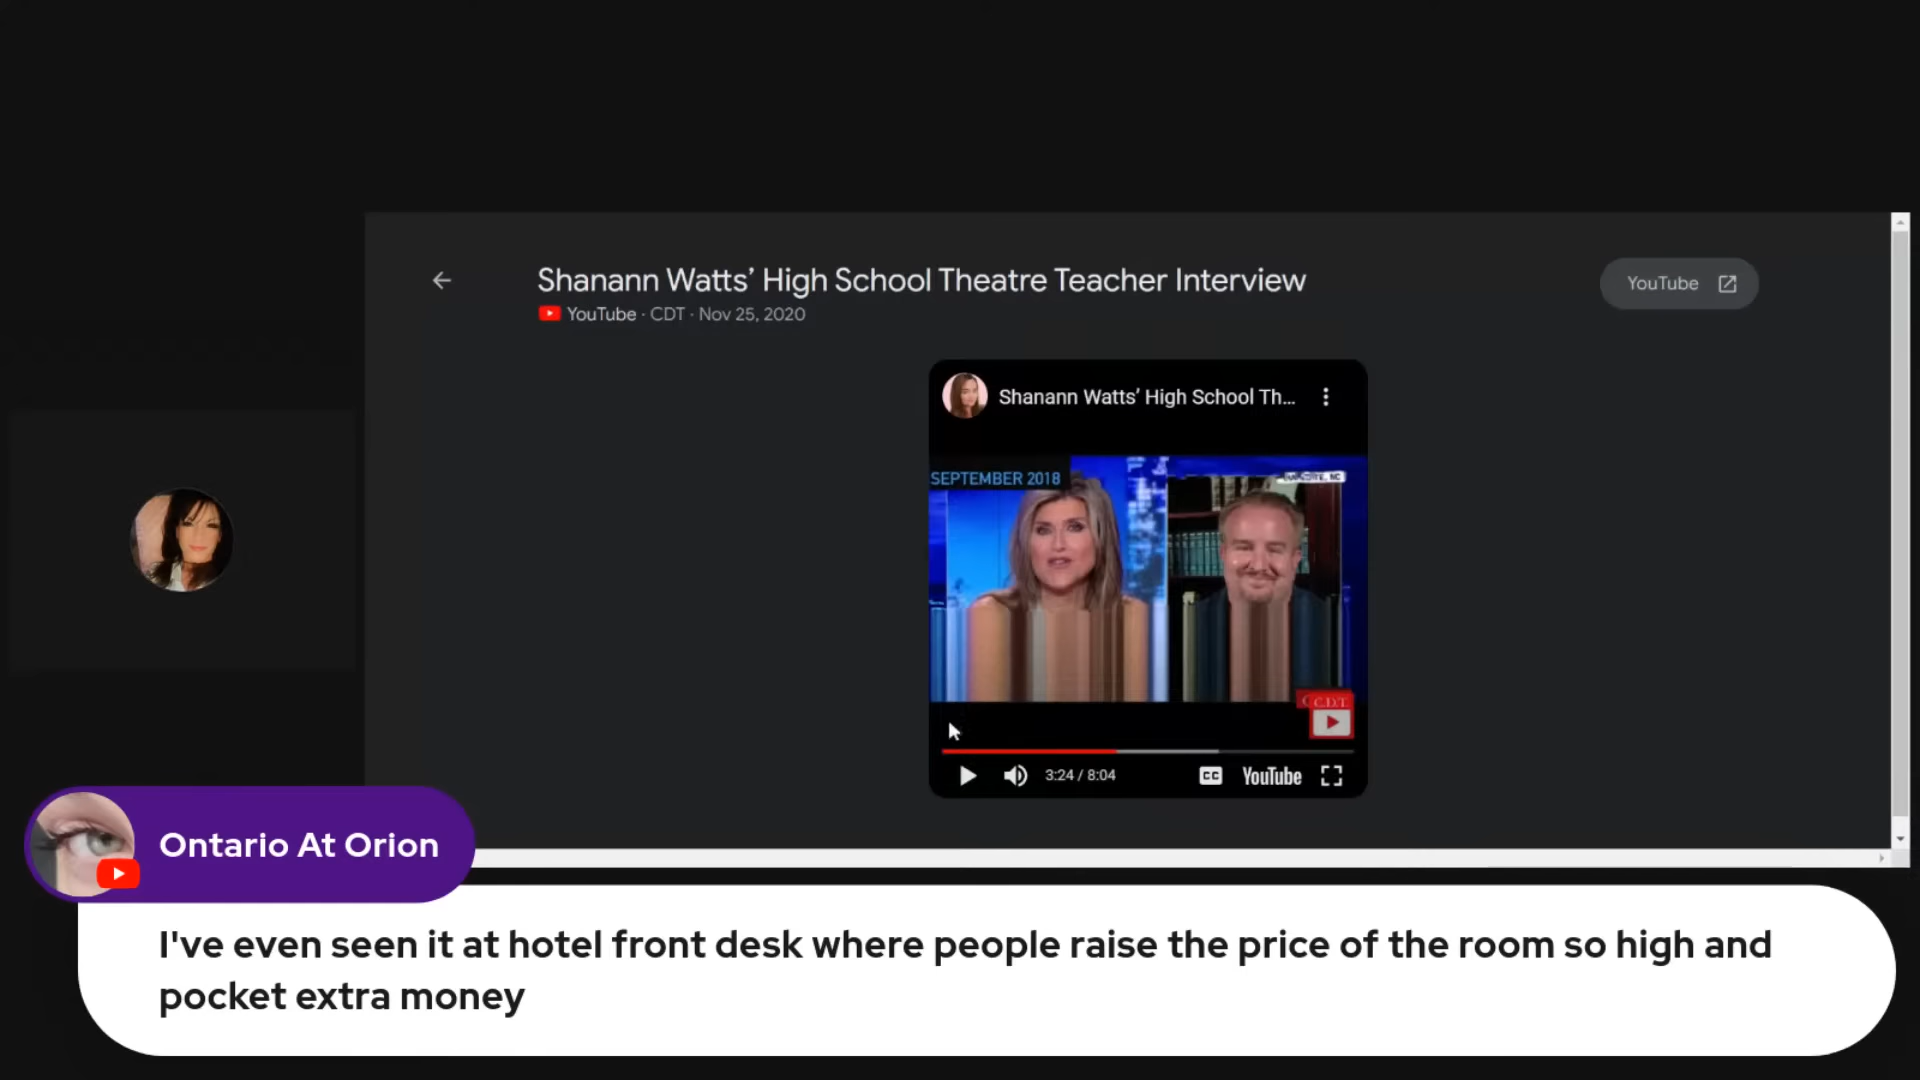 Shanann Watts’ High School Theatre Teacher Interview
YouTube · CDT · Nov 25, 2020
YouTube
Shanann Watts’ High School Th...
SEPTEMBER 2018
C.D.T.
3:24 / 8:04
CC
YouTube
Ontario At Orion
I've even seen it at hotel front desk where people raise the price of the room so high and
pocket extra money